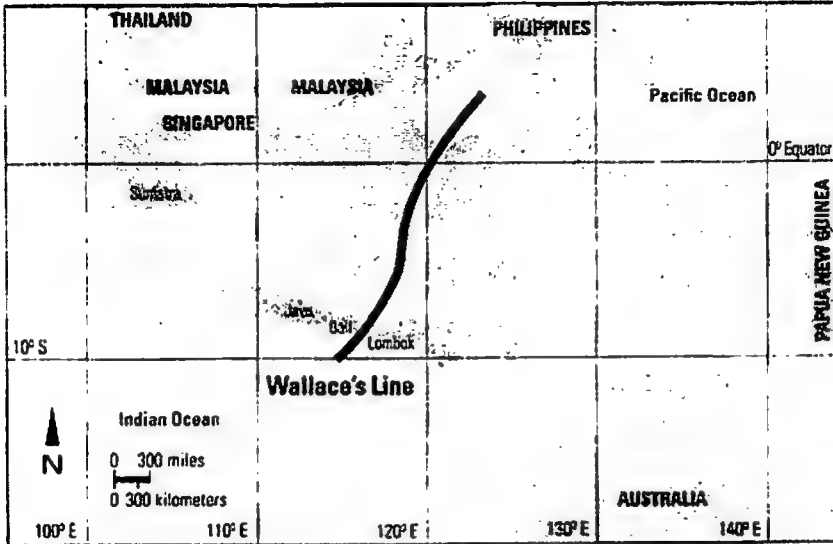 THAILAND
PHILIPPINES
MALAYSIA
MALAYSIA
Pacific Ocean
SINGAPORE
0° Equator
Sumatra
PAPUA NEW GUINEA
Java
Bali
Lombok
10° S
Wallace's Line
Indian Ocean
N
0 300 miles
0 300 kilometers
AUSTRALIA
100° E
110° E
120° E
130° E
140° E